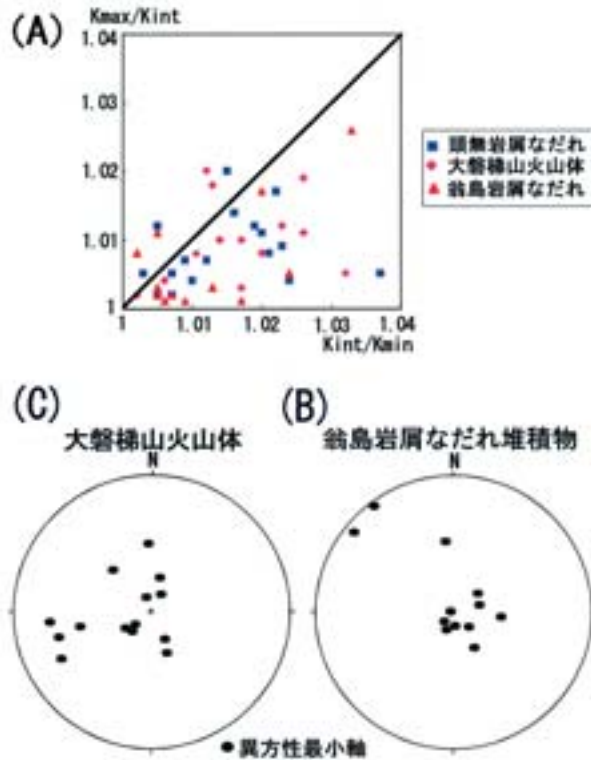 (A)
Kmax/Kint
1.04
1.03
1.02
1.01
1
1 1.01 1.02 1.03 1.04
Kint/Kmin
頭無岩屑なだれ
大磐梯山火山体
翁島岩屑なだれ
(C)
大磐梯山火山体
N
(B)
翁島岩屑なだれ堆積物
N
異方性最小軸